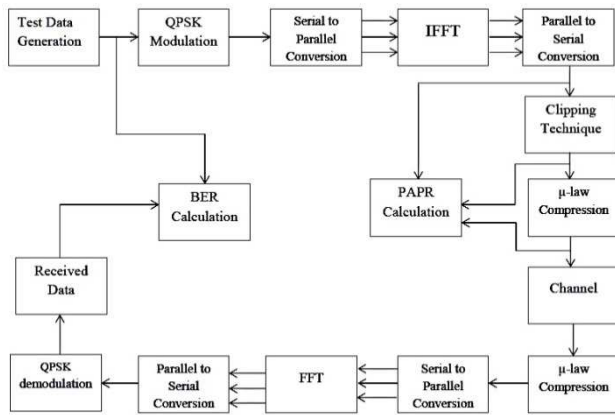 Test Data
Generation
QPSK
Modulation
Serial to
Parallel
Conversion
IFFT
Parallel to
Serial
Conversion
Clipping
Technique
BER
Calculation
PAPR
Calculation
μ-law
Compression
Received
Data
Channel
QPSK
demodulation
Parallel to
Serial
Conversion
FFT
Serial to
Parallel
Conversion
μ-law
Compression